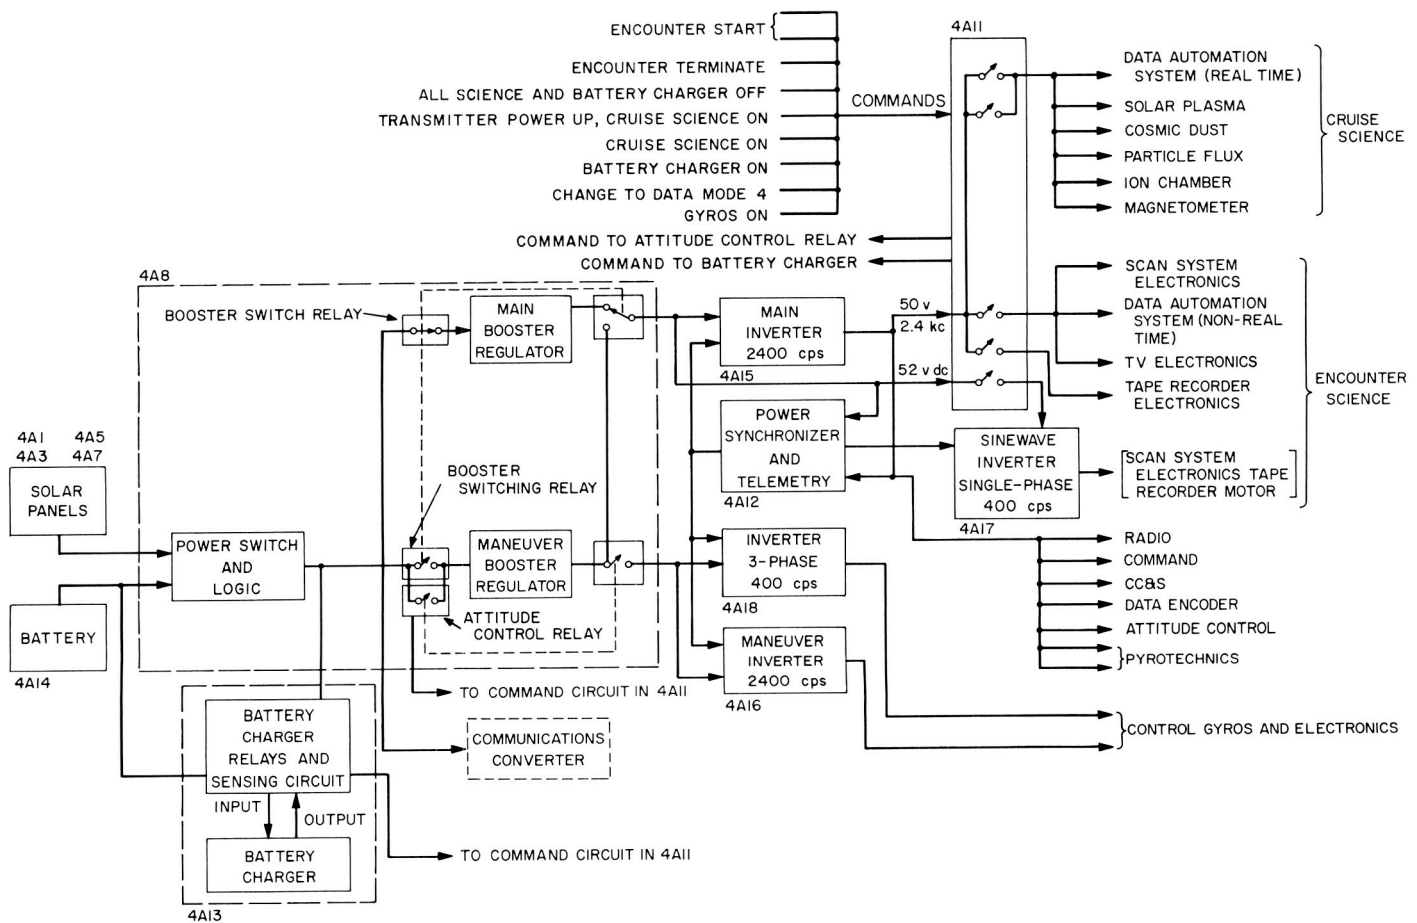 ENCOUNTER START
ENCOUNTER TERMINATE
ALL SCIENCE AND BATTERY CHARGER OFF
TRANSMITTER POWER UP, CRUISE SCIENCE ON
CRUISE SCIENCE ON
BATTERY CHARGER ON
CHANGE TO DATA MODE 4
GYROS ON
COMMANDS
COMMAND TO ATTITUDE CONTROL RELAY
COMMAND TO BATTERY CHARGER
4A11
DATA AUTOMATION
SYSTEM (REAL TIME)
SOLAR PLASMA
COSMIC DUST
PARTICLE FLUX
ION CHAMBER
MAGNETOMETER
CRUISE
SCIENCE
SCAN SYSTEM
ELECTRONICS
DATA AUTOMATION
SYSTEM (NON-REAL
TIME)
TV ELECTRONICS
TAPE RECORDER
ELECTRONICS
ENCOUNTER
SCIENCE
SCAN SYSTEM
ELECTRONICS TAPE
RECORDER MOTOR
4A8
BOOSTER SWITCH RELAY
MAIN
BOOSTER
REGULATOR
MAIN
INVERTER
2400 cps
4A15
50 v
2.4 kc
52 v dc
POWER
SYNCHRONIZER
AND
TELEMETRY
4A12
SINEWAVE
INVERTER
SINGLE-PHASE
400 cps
4A17
4A1 4A5
4A3 4A7
SOLAR
PANELS
BATTERY
4A14
POWER SWITCH
AND
LOGIC
BOOSTER
SWITCHING RELAY
MANEUVER
BOOSTER
REGULATOR
ATTITUDE
CONTROL RELAY
INVERTER
3-PHASE
400 cps
4A18
MANEUVER
INVERTER
2400 cps
4A16
RADIO
COMMAND
CC&S
DATA ENCODER
ATTITUDE CONTROL
PYROTECHNICS
CONTROL GYROS AND ELECTRONICS
TO COMMAND CIRCUIT IN 4A11
COMMUNICATIONS
CONVERTER
BATTERY
CHARGER
RELAYS AND
SENSING CIRCUIT
INPUT
OUTPUT
BATTERY
CHARGER
4A13
TO COMMAND CIRCUIT IN 4A11